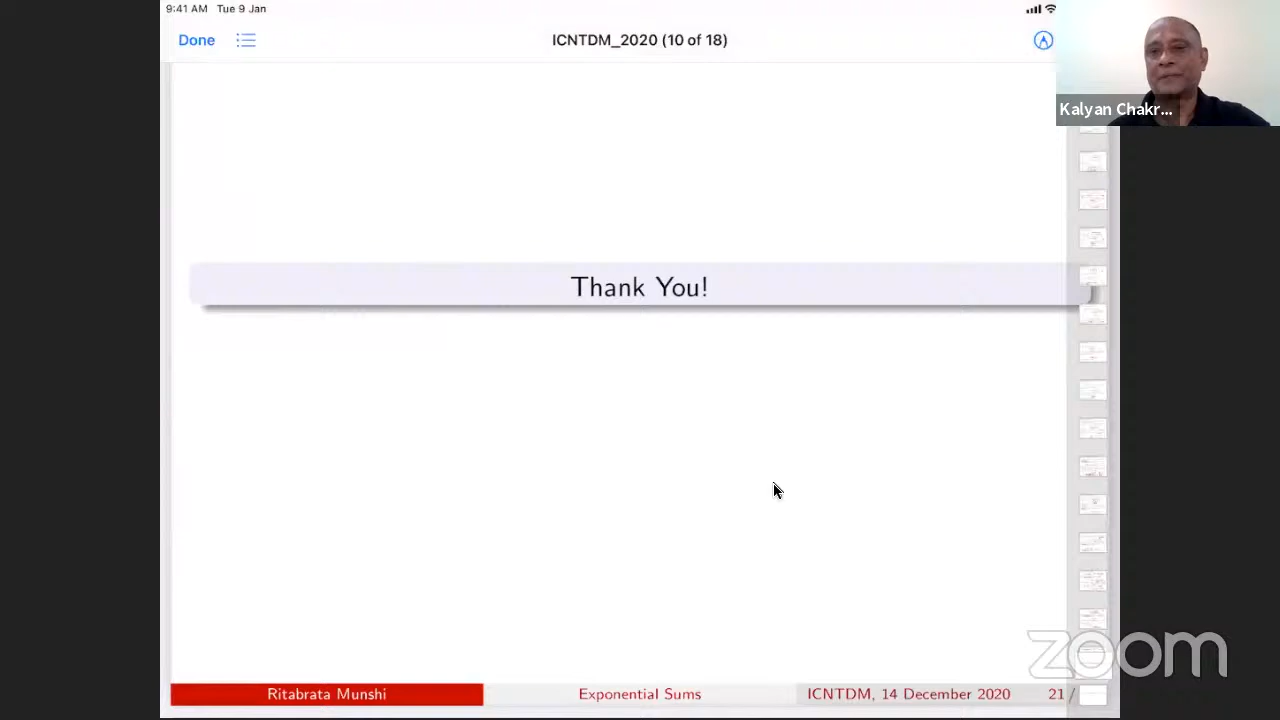 9:41 AM Tue 9 Jan
Done
ICNTDM_2020 (10 of 18)
Kalyan Chakr...
Thank You!
zoom
Ritabrata Munshi
Exponential Sums
ICNTDM, 14 December 2020
21 /